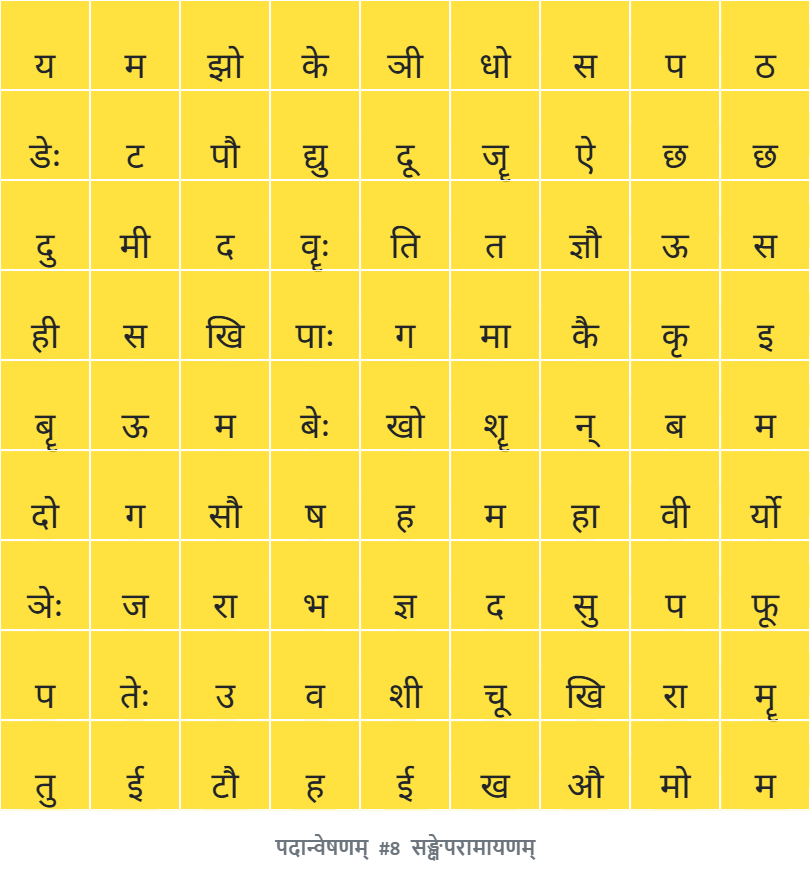 य म झो के ञी धो स प ठ
डेः ट पौ द्यु दू जॄ ऐ छ छ
दु मी द वॄः ति त ज्ञौ ऊ स
ही स खि पाः ग मा कै कृ इ
बॄ ऊ म बेः खो शॄ न् ब म
दो ग सौ ष ह म हा वी र्यो
ञेः ज रा भ ज्ञ द सु प फू
प तेः उ व शी चू खि रा मॄ
तु ई टौ ह ई ख औ मो म
पदान्वेषणम् #8 सङ्क्षेपरामायणम्